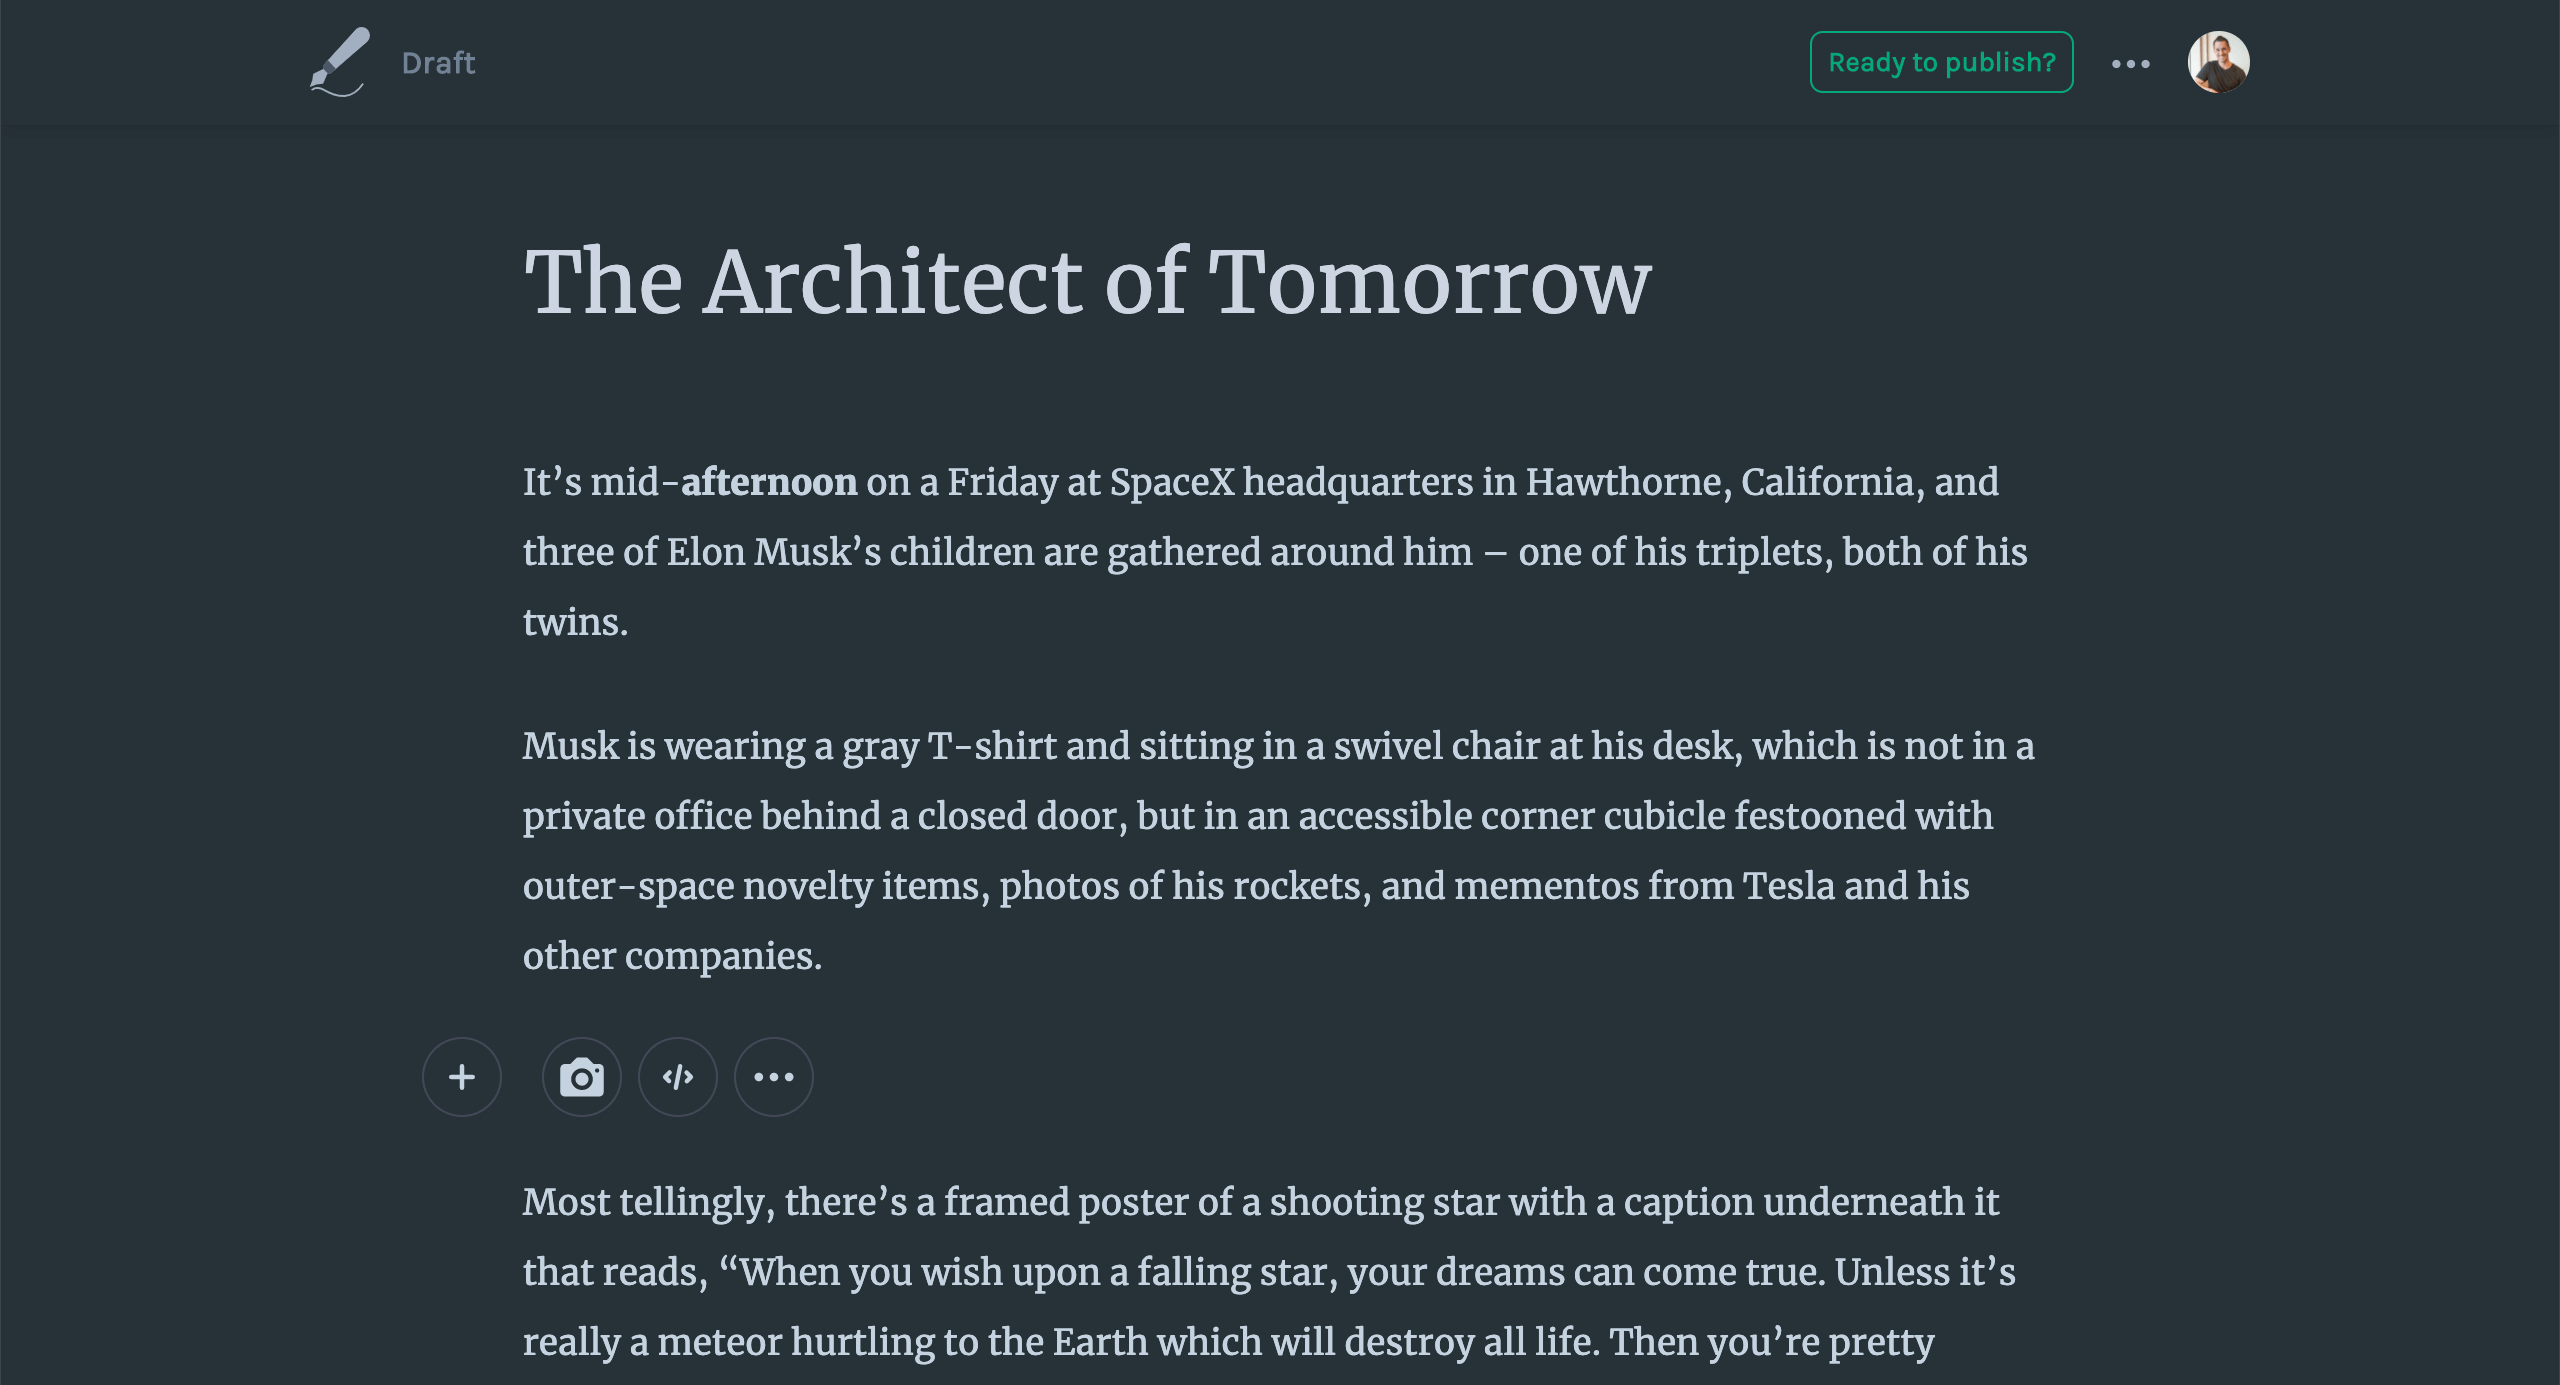 Draft
Ready to publish?
The Architect of Tomorrow
It’s mid-afternoon on a Friday at SpaceX headquarters in Hawthorne, California, and
three of Elon Musk’s children are gathered around him – one of his triplets, both of his
twins.
Musk is wearing a gray T-shirt and sitting in a swivel chair at his desk, which is not in a
private office behind a closed door, but in an accessible corner cubicle festooned with
outer-space novelty items, photos of his rockets, and mementos from Tesla and his
other companies.
Most tellingly, there’s a framed poster of a shooting star with a caption underneath it
that reads, “When you wish upon a falling star, your dreams can come true. Unless it’s
really a meteor hurtling to the Earth which will destroy all life. Then you’re pretty